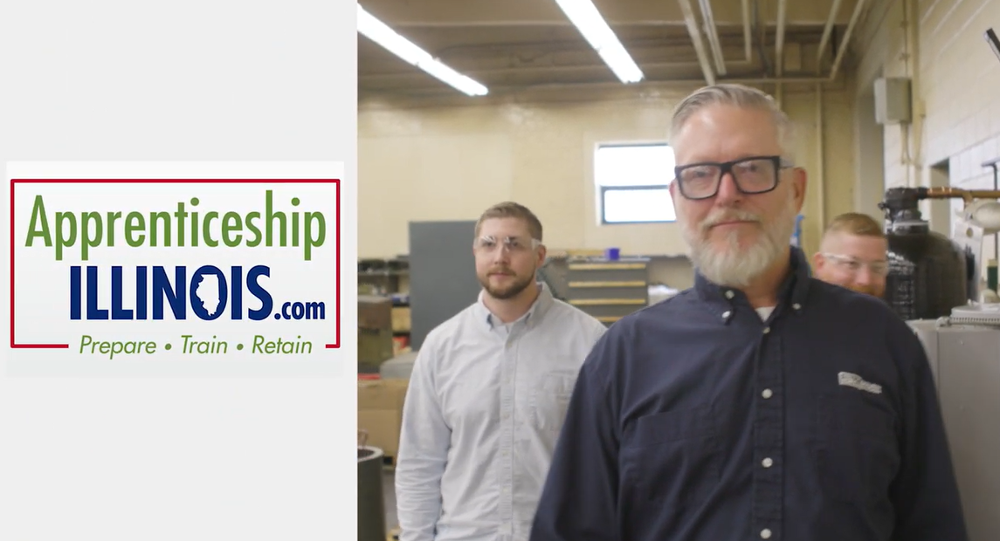 Apprenticeship
ILLINOIS.com
Prepare • Train • Retain